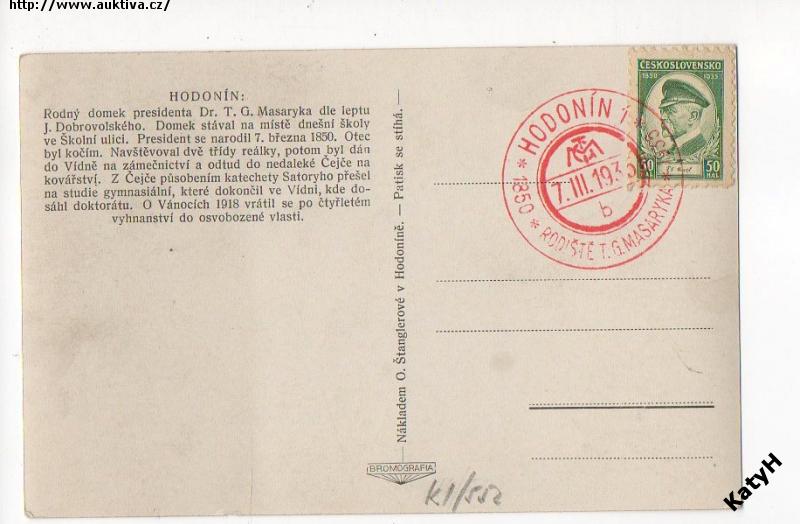 http://www.auktiva.cz/
HODONÍN:
Rodný domek presidenta Dr. T. G. Masaryka dle leptu
J. Dobrovolského. Domek stával na místě dnešní školy
ve Školní ulici. President se narodil 7. března 1850. Otec
byl kočím. Navštěvoval dvě třídy reálky, potom byl dán
do Vídně na zámečnictví a odtud do nedaleké Čejče na
kovářství. Z Čejče působením katechety Satoryho přešel
na studie gymnasiální, které dokončil ve Vídni, kde do-
sáhl doktorátu. O Vánocích 1918 vrátil se po čtyřletém
vyhnanství do osvobozené vlasti.
— Nákladem O. Štanglerové v Hodoníně. — Patisk se stíhá. —
BROMOGRAFIA
ČESKOSLOVENSKO
1850 1935
50 50
HAL
HODONÍN 1
* 1850 * RODIŠTĚ T.G.MASARYKA *
7.III.193
b
K1/552
KatyH